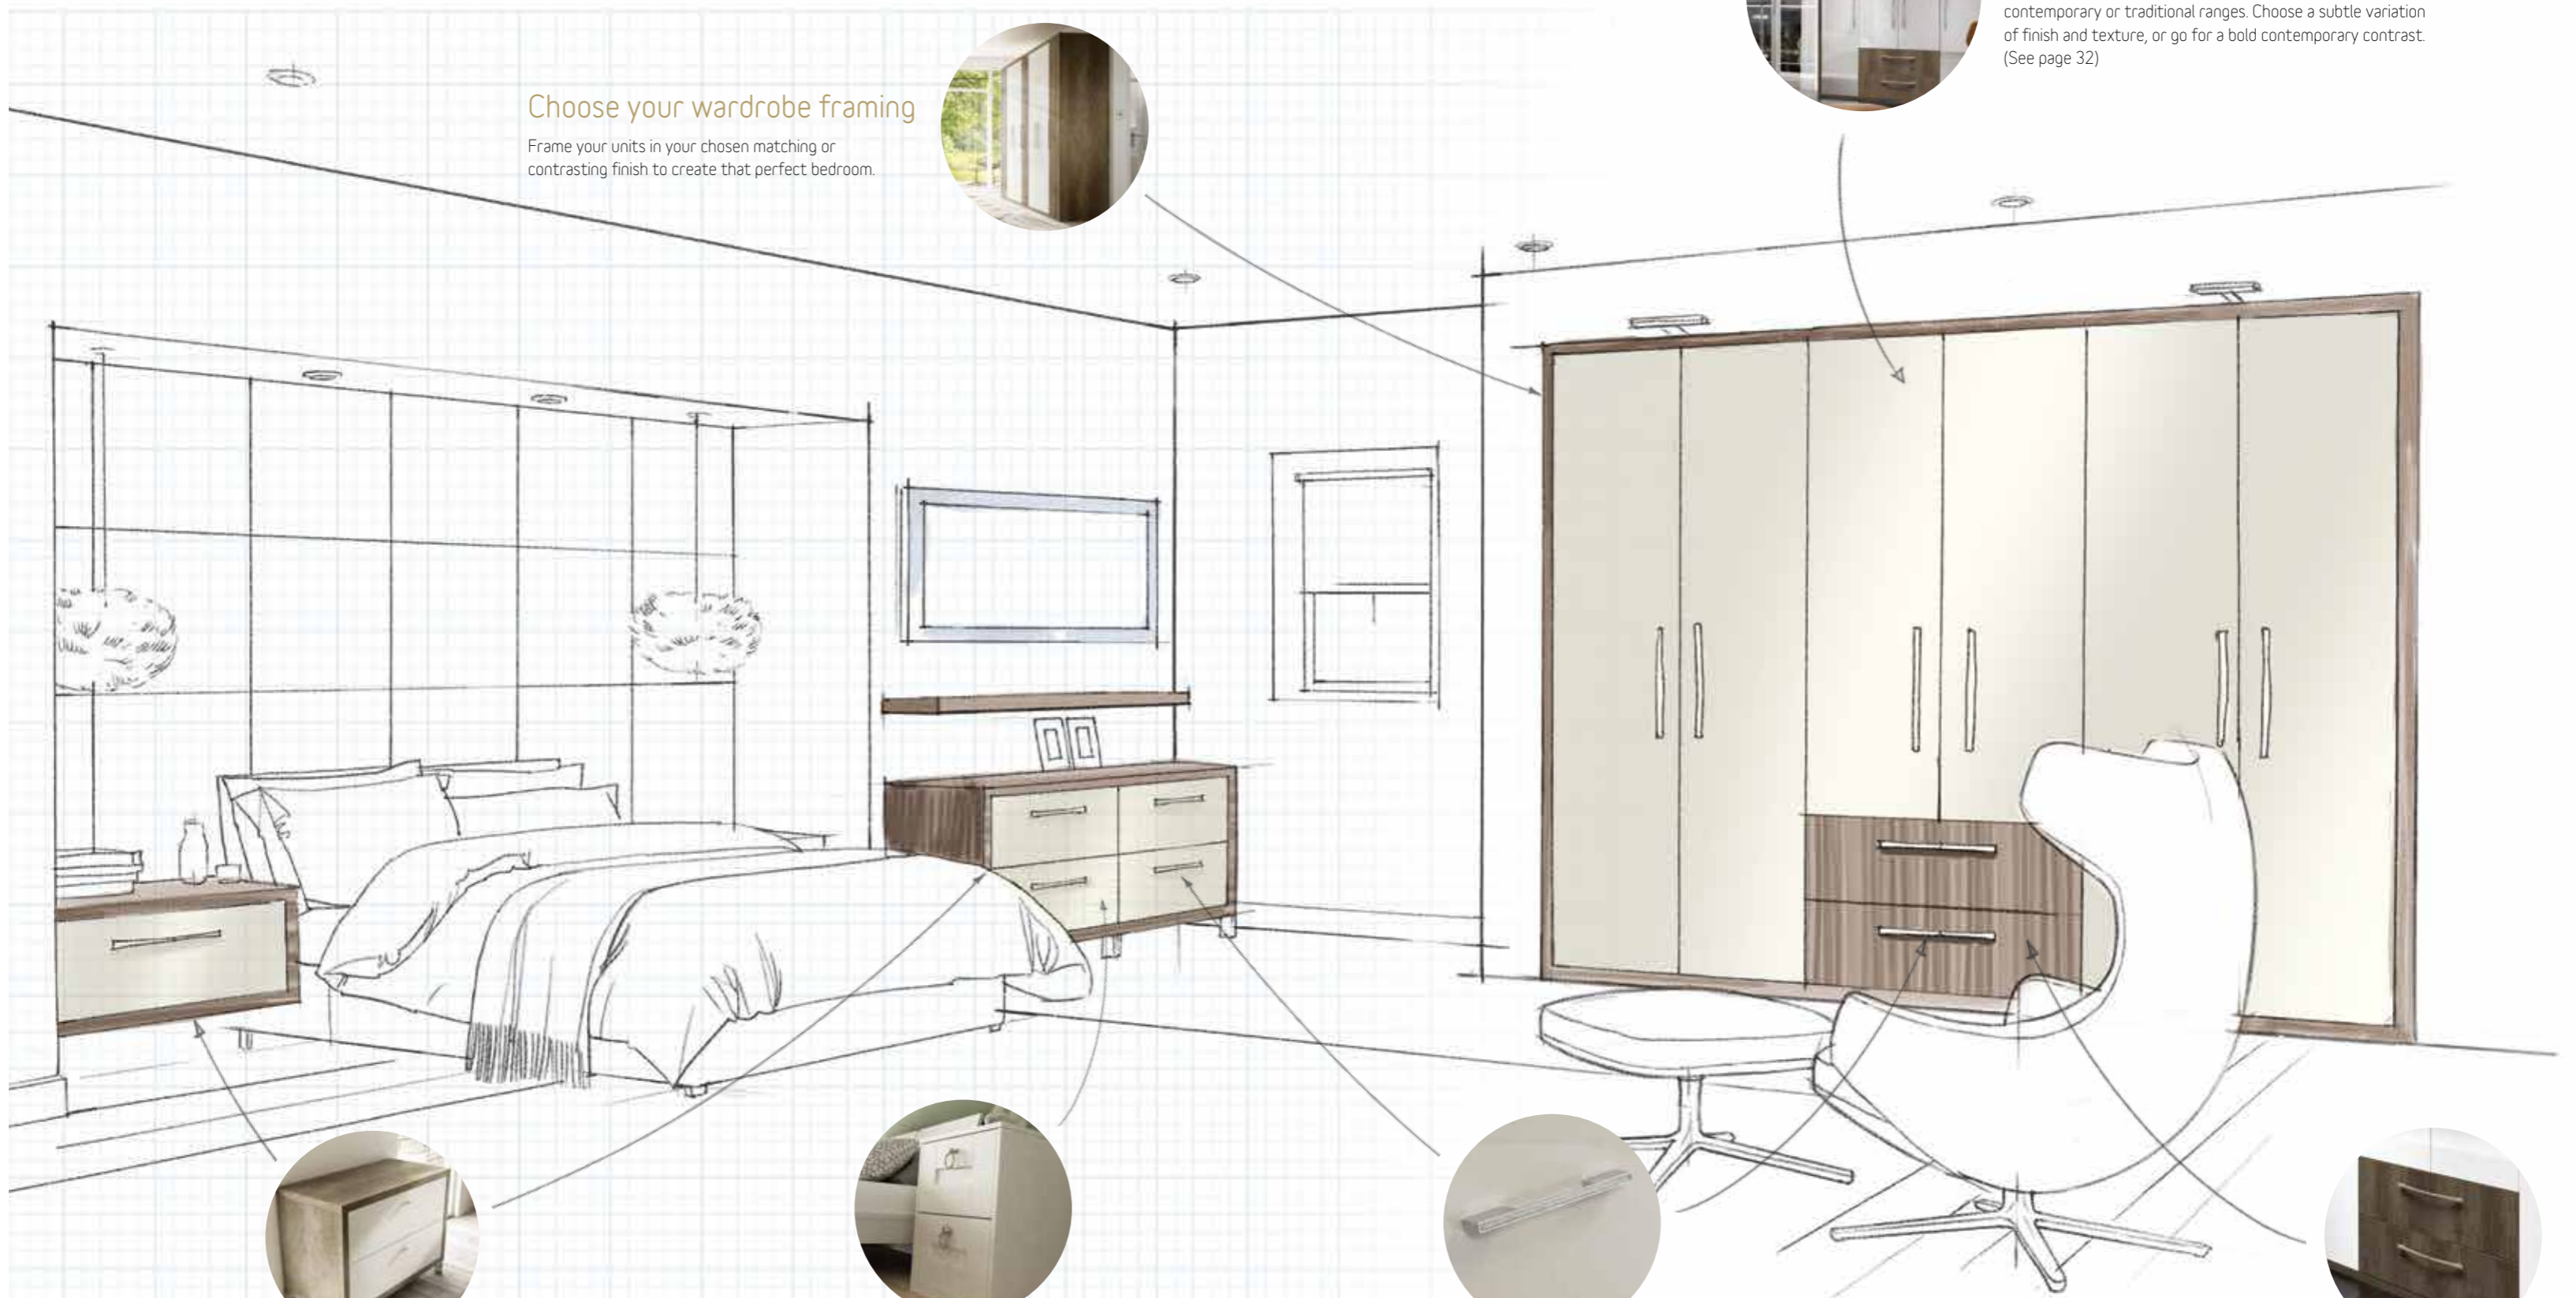 contemporary or traditional ranges. Choose a subtle variation
of finish and texture, or go for a bold contemporary contrast.
(See page 32)
Choose your wardrobe framing
Frame your units in your chosen matching or
contrasting finish to create that perfect bedroom.